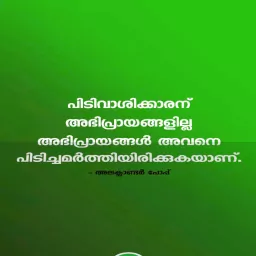 പിടിവാശിക്കാരന്
അഭിപ്രായങ്ങളില്ല
അഭിപ്രായങ്ങൾ അവനെ
പിടിച്ചമർത്തിയിരിക്കുകയാണ്.
- അലക്സാണ്ടർ പോപ്